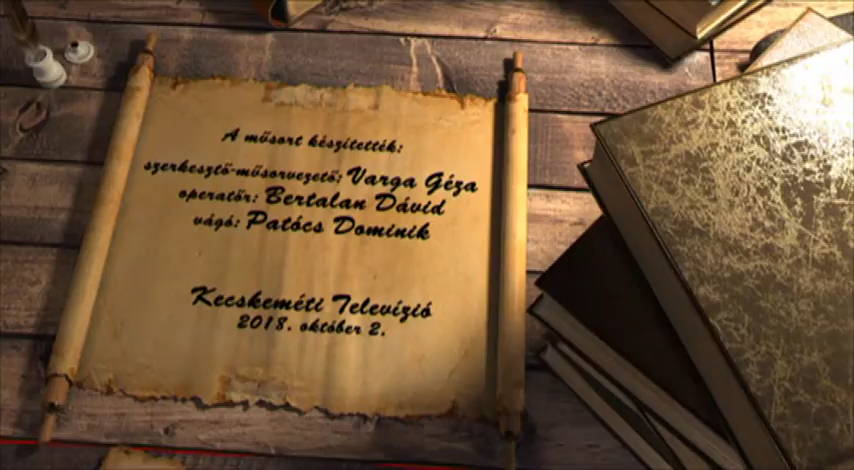 A műsort készítették:
szerkesztő-műsorvezető: Varga Géza
operatőr: Bertalan Dávid
vágó: Patócs Dominik
Kecskeméti Televízió
2018. október 2.